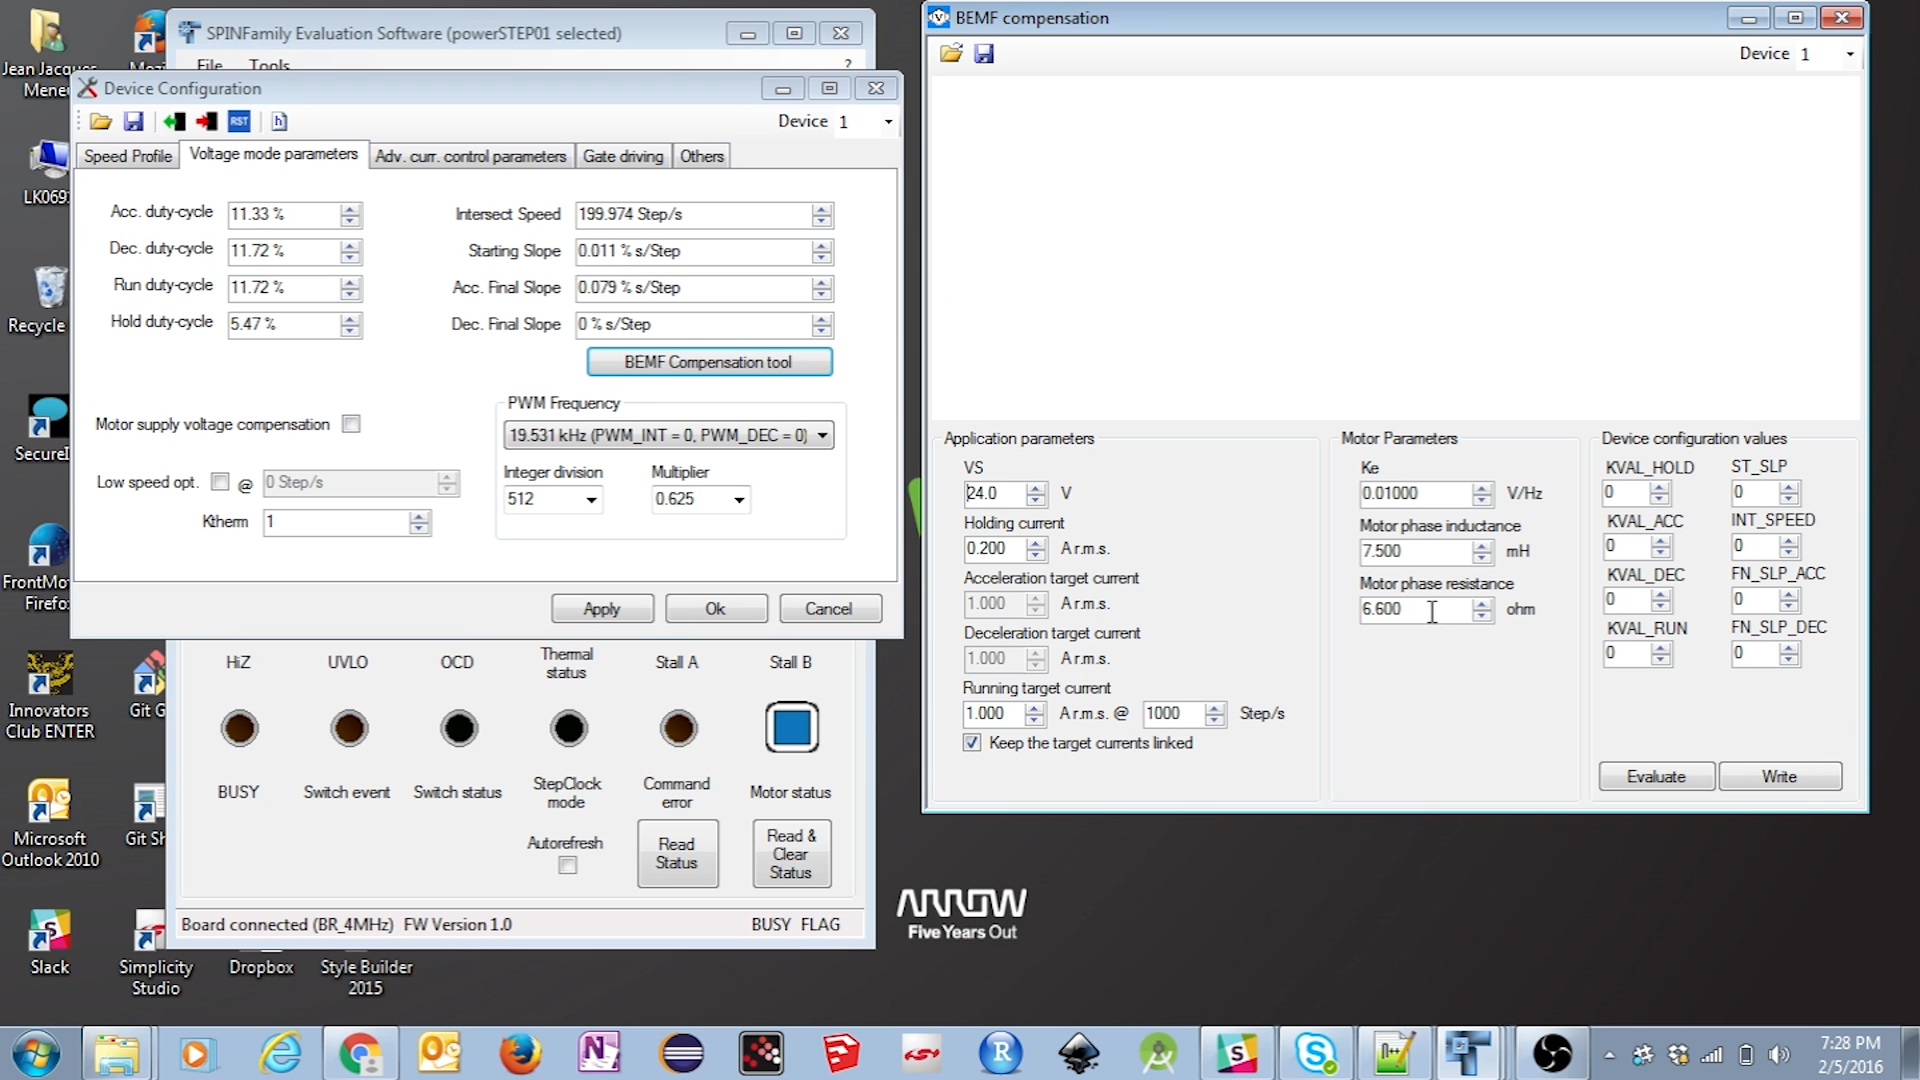 Jean Jacques
Meneu
LK069
Recycle
SecureI
FrontMot
Firefox
Innovators
Club ENTER
Git G
Microsoft
Outlook 2010
Git Sh
Slack
Simplicity
Studio
Dropbox
Style Builder
2015
SPINFamily Evaluation Software (powerSTEP01 selected)
File Tools ?
Device Configuration
RST h
Device 1
Speed Profile Voltage mode parameters Adv. curr. control parameters Gate driving Others
Acc. duty-cycle 11.33 %
Dec. duty-cycle 11.72 %
Run duty-cycle 11.72 %
Hold duty-cycle 5.47 %
Intersect Speed 199.974 Step/s
Starting Slope 0.011 % s/Step
Acc. Final Slope 0.079 % s/Step
Dec. Final Slope 0 % s/Step
BEMF Compensation tool
Motor supply voltage compensation
Low speed opt. @ 0 Step/s
Ktherm 1
PWM Frequency
19.531 kHz (PWM_INT = 0, PWM_DEC = 0)
Integer division Multiplier
512 0.625
Apply Ok Cancel
HiZ UVLO OCD Thermal status Stall A Stall B
BUSY Switch event Switch status StepClock mode Command error Motor status
Autorefresh
Read
Status
Read &
Clear
Status
Board connected (BR_4MHz) FW Version 1.0 BUSY FLAG
BEMF compensation
Device 1
Application parameters
VS
24.0 V
Holding current
0.200 A r.m.s.
Acceleration target current
1.000 A r.m.s.
Deceleration target current
1.000 A r.m.s.
Running target current
1.000 A r.m.s. @ 1000 Step/s
Keep the target currents linked
Motor Parameters
Ke
0.01000 V/Hz
Motor phase inductance
7.500 mH
Motor phase resistance
6.600 ohm
Device configuration values
KVAL_HOLD ST_SLP
0 0
KVAL_ACC INT_SPEED
0 0
KVAL_DEC FN_SLP_ACC
0 0
KVAL_RUN FN_SLP_DEC
0 0
Evaluate Write
ARROW
Five Years Out
7:28 PM
2/5/2016